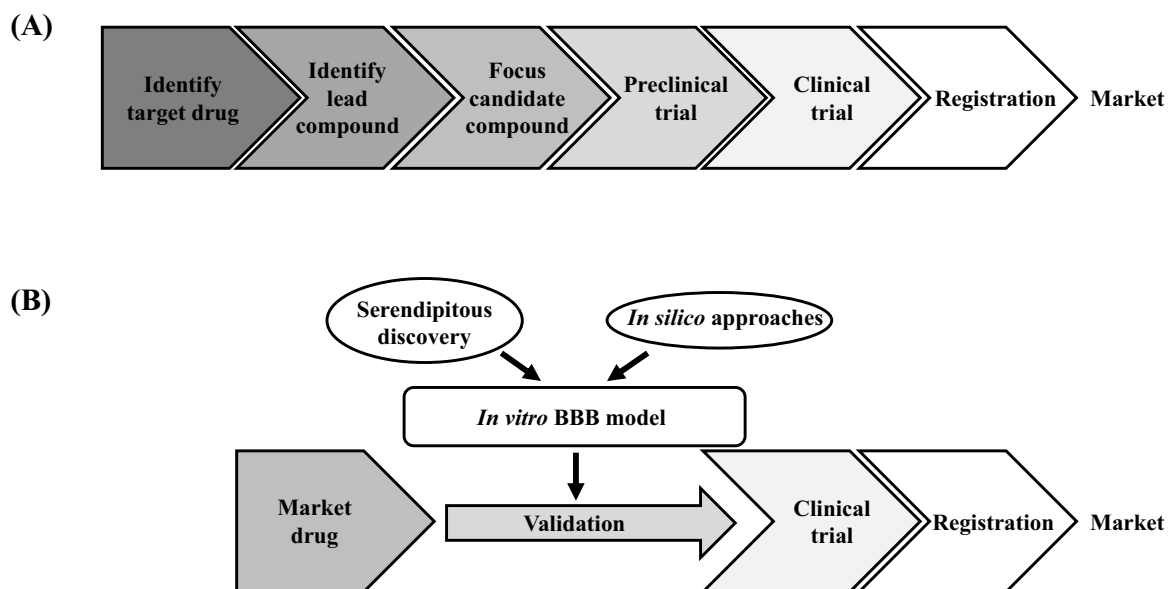 (A)
Identify
target drug
Identify
lead
compound
Focus
candidate
compound
Preclinical
trial
Clinical
trial
Registration
Market
(B)
Serendipitous
discovery
In silico approaches
In vitro BBB model
Market
drug
Validation
Clinical
trial
Registration
Market